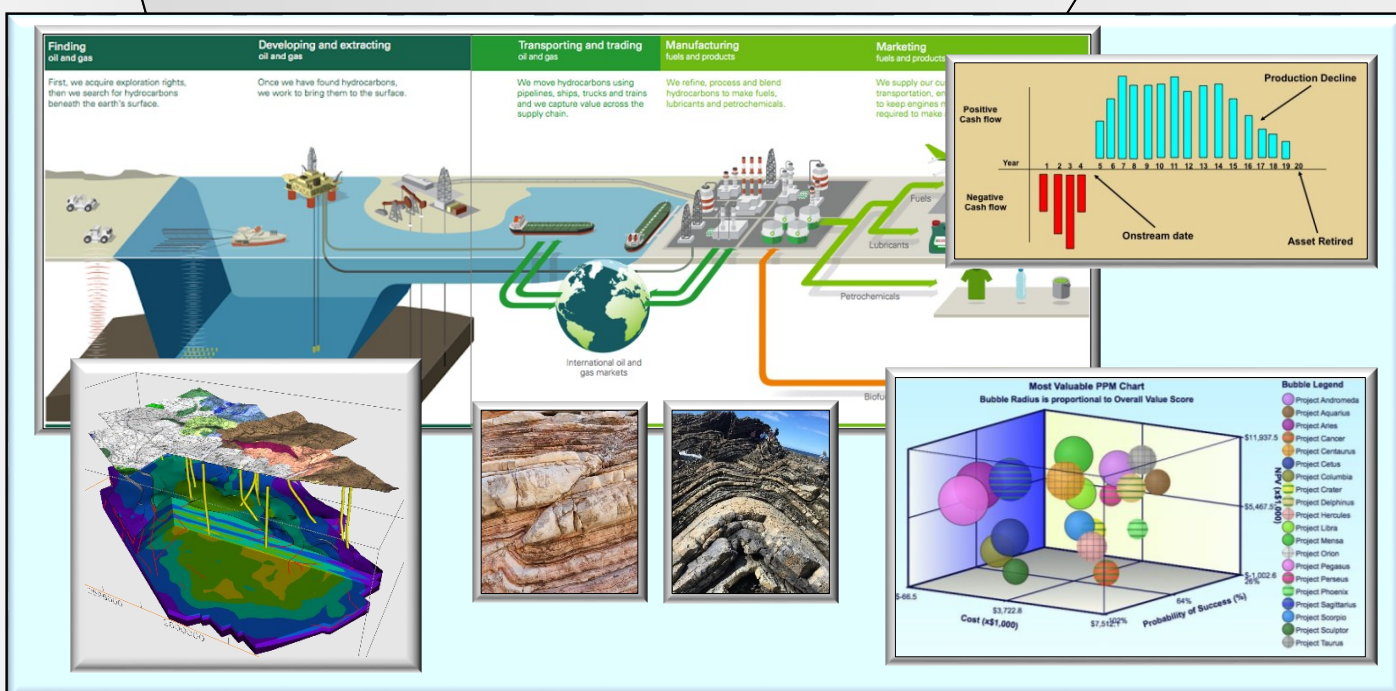 Finding
oil and gas
First, we acquire exploration rights,
then we search for hydrocarbons
beneath the earth's surface.
Developing and extracting
oil and gas
Once we have found hydrocarbons,
we work to bring them to the surface.
Transporting and trading
oil and gas
We move hydrocarbons using
pipelines, ships, trucks and trains
and we capture value across the
supply chain.
Manufacturing
fuels and products
We refine, process and blend
hydrocarbons to make fuels,
lubricants and petrochemicals.
Marketing
fuels and products
We supply our cu
transportation, en
to keep engines m
required to make
Fuels
Lubricants
Petrochemicals
International oil and
gas markets
Biofu
Production Decline
Positive
Cash flow
Year
1 2 3 4 5 6 7 8 9 10 11 12 13 14 15 16 17 18 19 20
Negative
Cash flow
Onstream date
Asset Retired
Most Valuable PPM Chart
Bubble Radius is proportional to Overall Value Score
Bubble Legend
Project Andromeda
Project Aquarius
Project Aries
Project Cancer
Project Centaurus
Project Cetus
Project Columbia
Project Crater
Project Delphinus
Project Hercules
Project Libra
Project Mensa
Project Orion
Project Pegasus
Project Perseus
Project Phoenix
Project Sagittarius
Project Scorpio
Project Sculptor
Project Taurus
$11,937.5
NPV (x$1,000)
$5,467.5
$-1,002.6
26%
64%
102%
Probability of Success (%)
$-66.5
$3,722.8
$7,512.1
Cost (x$1,000)